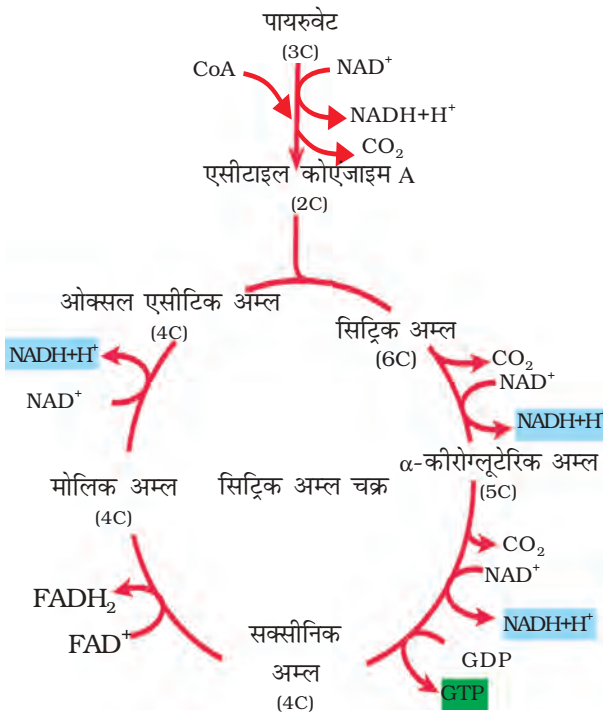 पायरुवेट
(3C)
CoA
NAD⁺
NADH+H⁺
CO₂
एसीटाइल कोएंजाइम A
(2C)
ओक्सल एसीटिक अम्ल
(4C)
सिट्रिक अम्ल
(6C)
NADH+H⁺
NAD⁺
CO₂
NAD⁺
NADH+H
मोलिक अम्ल
(4C)
सिट्रिक अम्ल चक्र
α-कीरोग्लूटेरिक अम्ल
(5C)
CO₂
NAD⁺
NADH+H⁺
FADH₂
FAD⁺
सक्सीनिक
अम्ल
(4C)
GDP
GTP